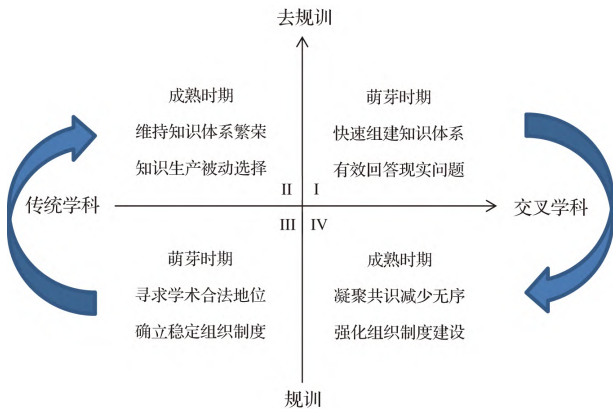 去规训
成熟时期
维持知识体系繁荣
知识生产被动选择
萌芽时期
快速组建知识体系
有效回答现实问题
II
I
传统学科
交叉学科
III
IV
萌芽时期
寻求学术合法地位
确立稳定组织制度
成熟时期
凝聚共识减少无序
强化组织制度建设
规训